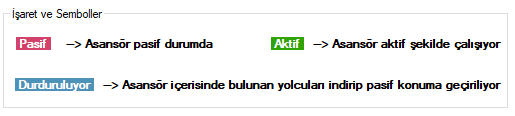 İşaret ve Semboller
Pasif --> Asansör pasif durumda Aktif --> Asansör aktif şekilde çalışıyor
Durduruluyor --> Asansör içerisinde bulunan yolcuları indirip pasif konuma geçiriliyor